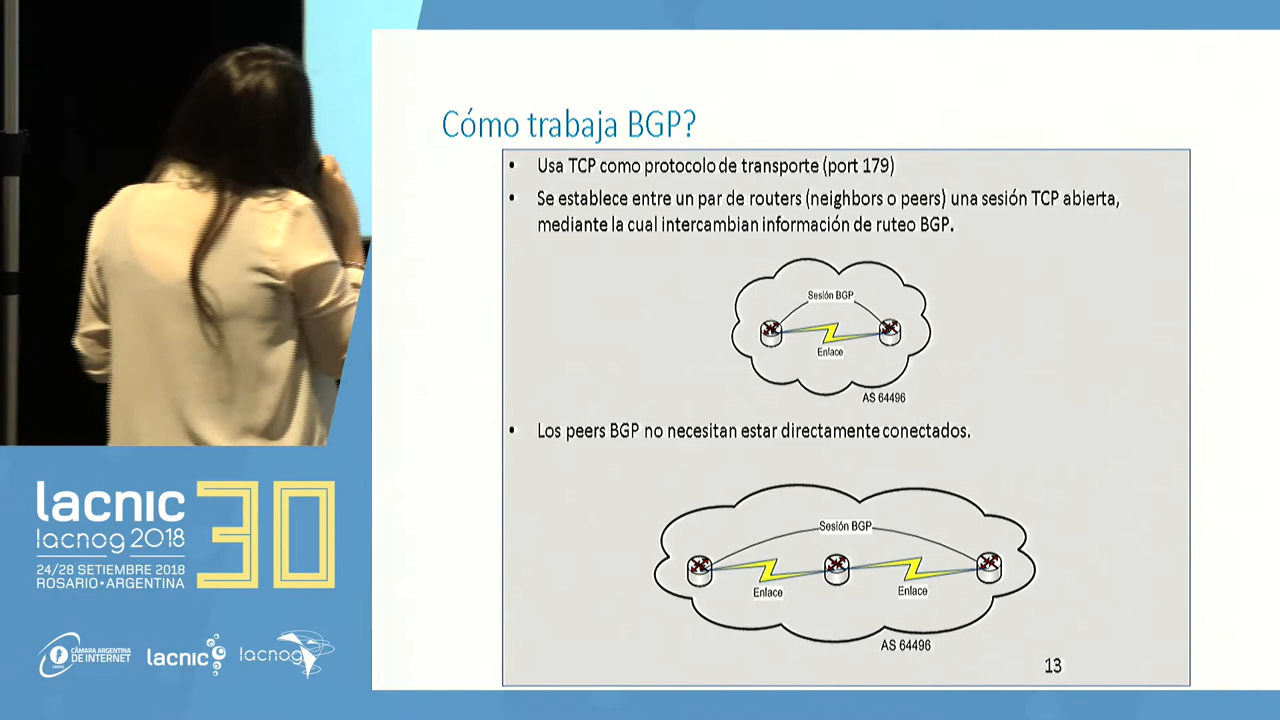 Cómo trabaja BGP?
• Usa TCP como protocolo de transporte (port 179)
• Se establece entre un par de routers (neighbors o peers) una sesión TCP abierta,
mediante la cual intercambian información de ruteo BGP.
Sesión BGP
Enlace
AS 64496
• Los peers BGP no necesitan estar directamente conectados.
Sesión BGP
Enlace
Enlace
AS 64496
13
lacnic
lacnog 2018
30
24/28 SETIEMBRE 2018
ROSARIO•ARGENTINA
CÁMARA ARGENTINA
DE INTERNET
lacnic
lacnog